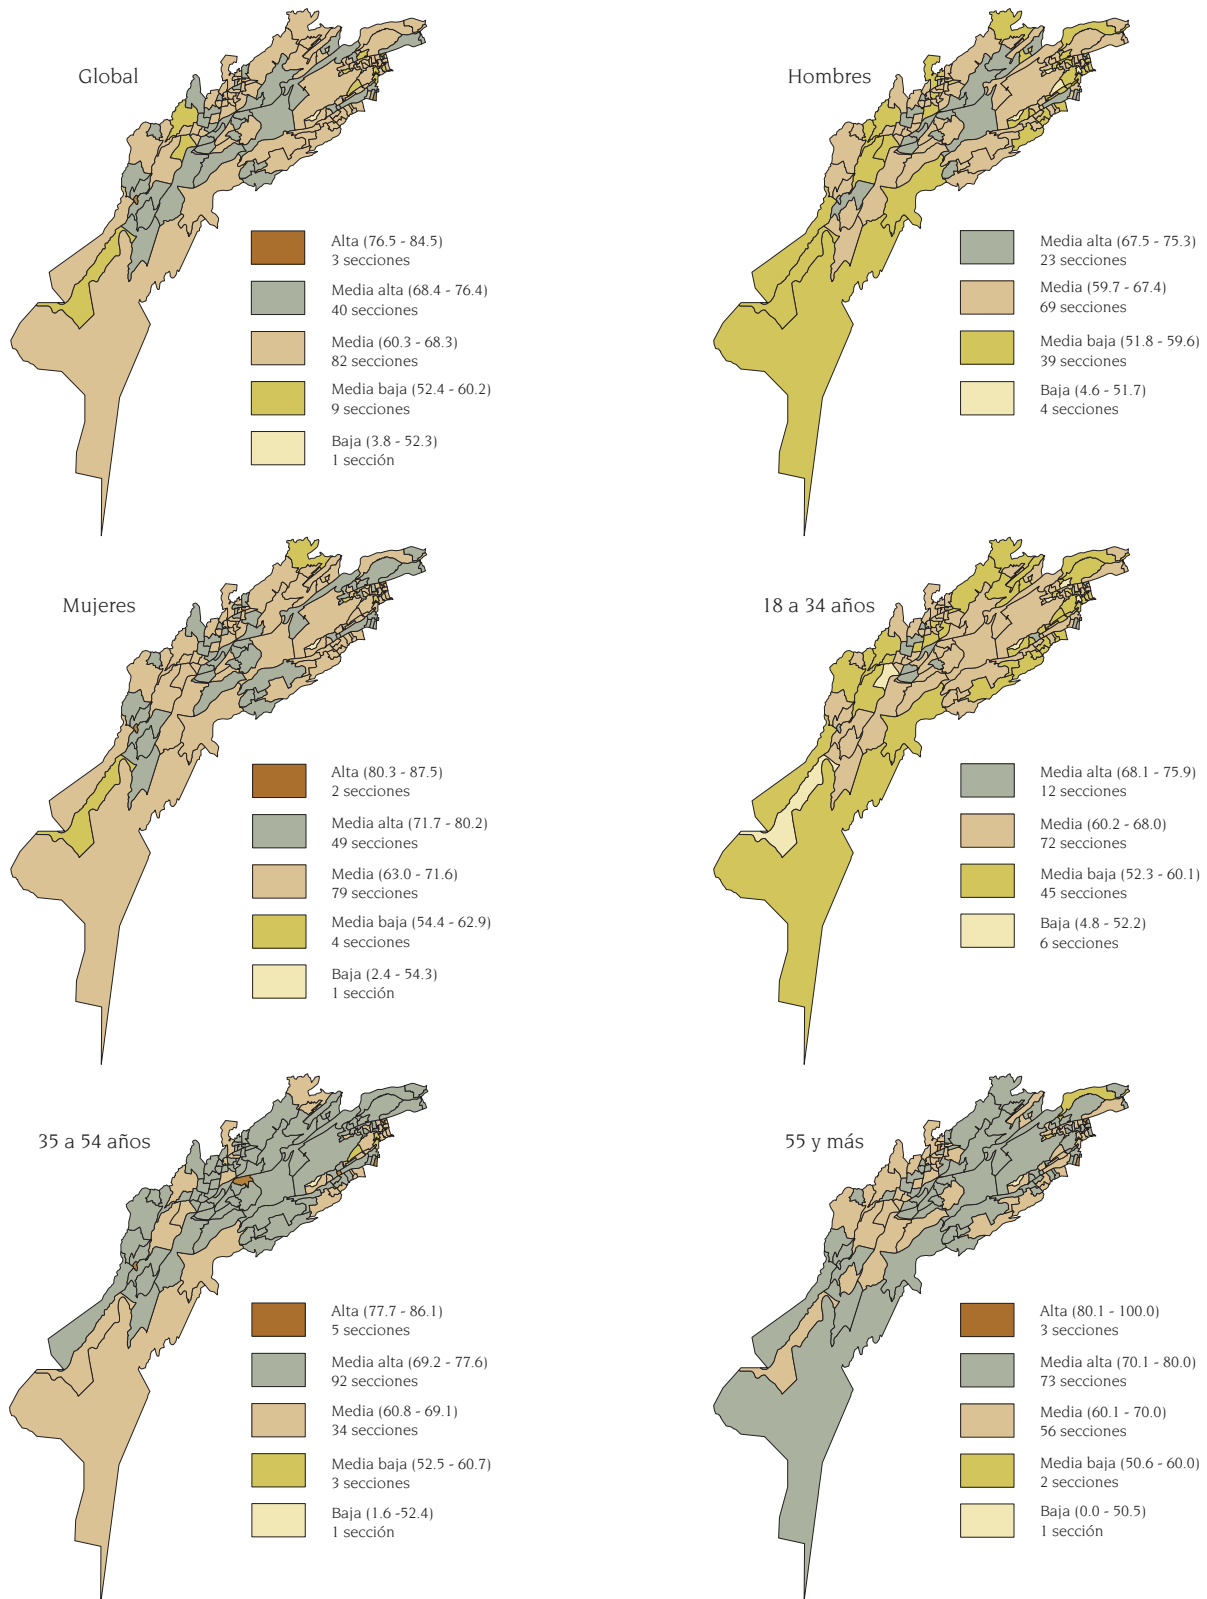 Global
Alta (76.5 - 84.5)
3 secciones
Media alta (68.4 - 76.4)
40 secciones
Media (60.3 - 68.3)
82 secciones
Media baja (52.4 - 60.2)
9 secciones
Baja (3.8 - 52.3)
1 sección
Hombres
Media alta (67.5 - 75.3)
23 secciones
Media (59.7 - 67.4)
69 secciones
Media baja (51.8 - 59.6)
39 secciones
Baja (4.6 - 51.7)
4 secciones
Mujeres
Alta (80.3 - 87.5)
2 secciones
Media alta (71.7 - 80.2)
49 secciones
Media (63.0 - 71.6)
79 secciones
Media baja (54.4 - 62.9)
4 secciones
Baja (2.4 - 54.3)
1 sección
18 a 34 años
Media alta (68.1 - 75.9)
12 secciones
Media (60.2 - 68.0)
72 secciones
Media baja (52.3 - 60.1)
45 secciones
Baja (4.8 - 52.2)
6 secciones
35 a 54 años
Alta (77.7 - 86.1)
5 secciones
Media alta (69.2 - 77.6)
92 secciones
Media (60.8 - 69.1)
34 secciones
Media baja (52.5 - 60.7)
3 secciones
Baja (1.6 -52.4)
1 sección
55 y más
Alta (80.1 - 100.0)
3 secciones
Media alta (70.1 - 80.0)
73 secciones
Media (60.1 - 70.0)
56 secciones
Media baja (50.6 - 60.0)
2 secciones
Baja (0.0 - 50.5)
1 sección